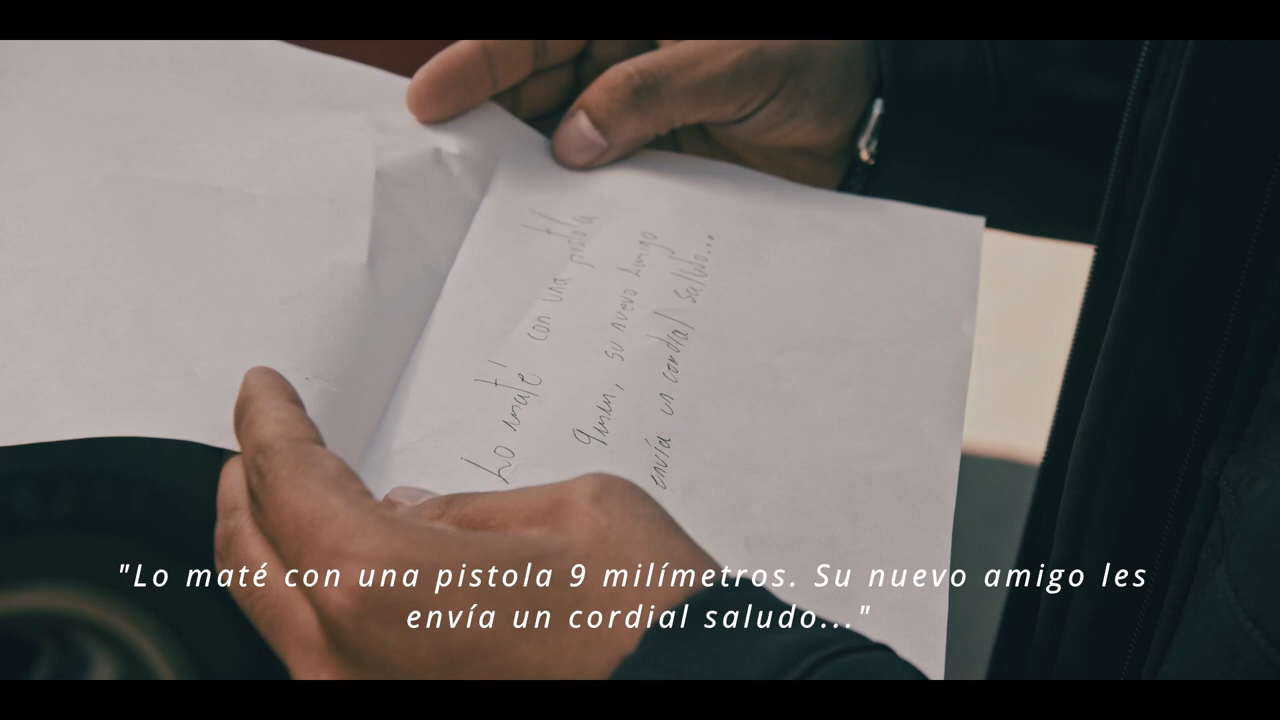 Lo maté con una pistola
9mm, su nuevo Amigo
envía un cordial saludo...
"Lo maté con una pistola 9 milímetros. Su nuevo amigo les
envía un cordial saludo..."